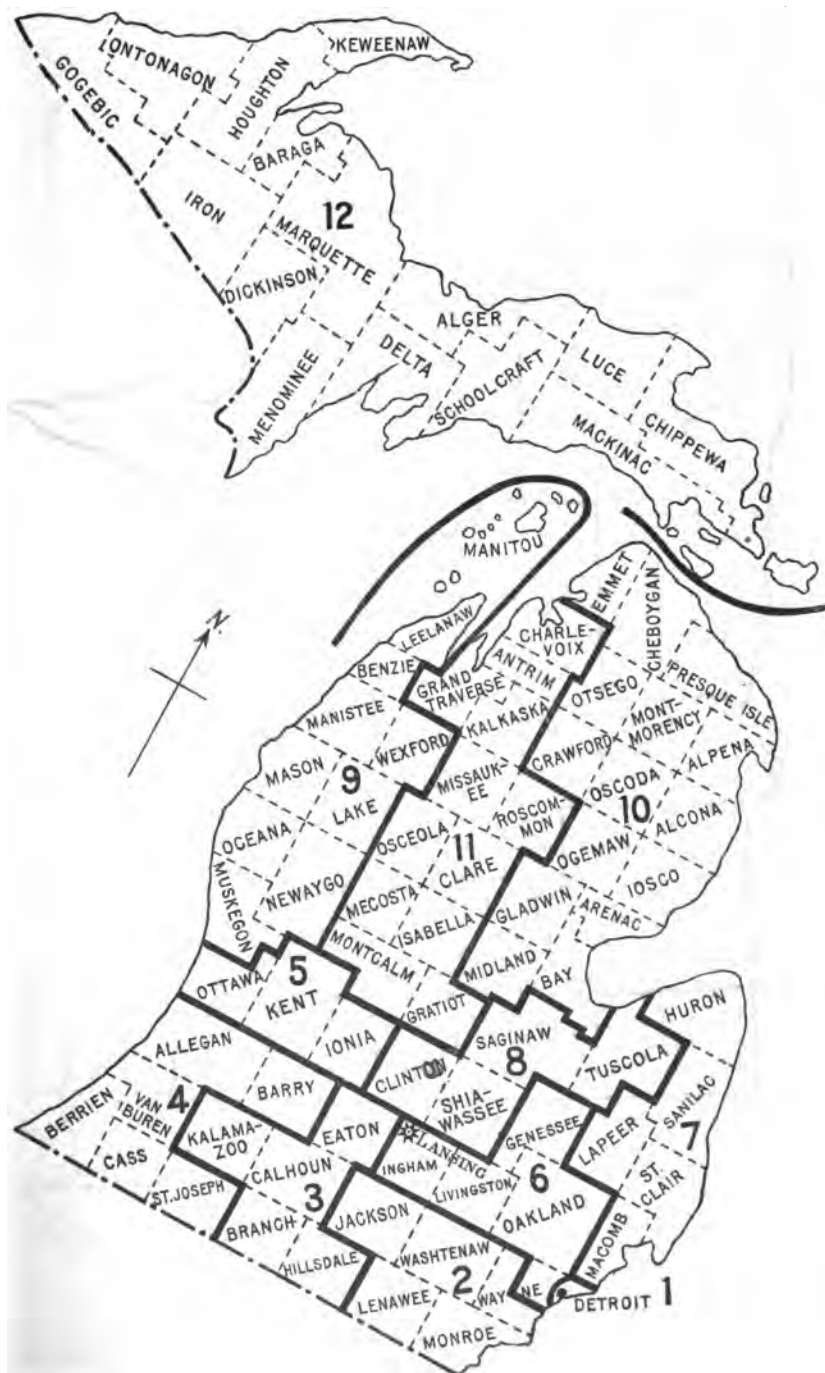 KEWEENAW
ONTONAGON
HOUGHTON
GOGEBIC
BARAGA
IRON
12
MARQUETTE
DICKINSON
ALGER
LUCE
DELTA
SCHOOLCRAFT
CHIPPEWA
MENOMINEE
MACKINAC
MANITOU
EMMET
CHEBOYGAN
N.
LEELANAW
CHARLE-
VOIX
BENZIE
ANTRIM
PRESQUE ISLE
GRAND
TRAVERSE
OTSEGO
MONT-
MORENCY
MANISTEE
KALKASKA
WEXFORD
CRAWFORD
ALPENA
MASON
MISSAUK-
EE
OSCODA
9
LAKE
ROSCOM-
MON
10
ALCONA
OCEANA
OSCEOLA
11
CLARE
OGEMAW
IOSCO
MUSKEGON
NEWAYGO
MECOSTA
GLADWIN
ARENAC
ISABELLA
MONTGALM
MIDLAND
BAY
5
OTTAWA
KENT
GRATIOT
HURON
SAGINAW
TUSCOLA
ALLEGAN
IONIA
CLINTON
8
SHIA-
WASSEE
SANILAC
BARRY
4
BERRIEN
VAN
BUREN
KALAMA-
ZOO
EATON
LANSING
GENESSEE
LAPEER
7
CASS
CALHOUN
INGHAM
LIVINGSTON
6
ST.
CLAIR
ST. JOSEPH
3
JACKSON
OAKLAND
MACOMB
BRANCH
HILLSDALE
WASHTENAW
2
WAY NE
LENAWEE
DETROIT 1
MONROE